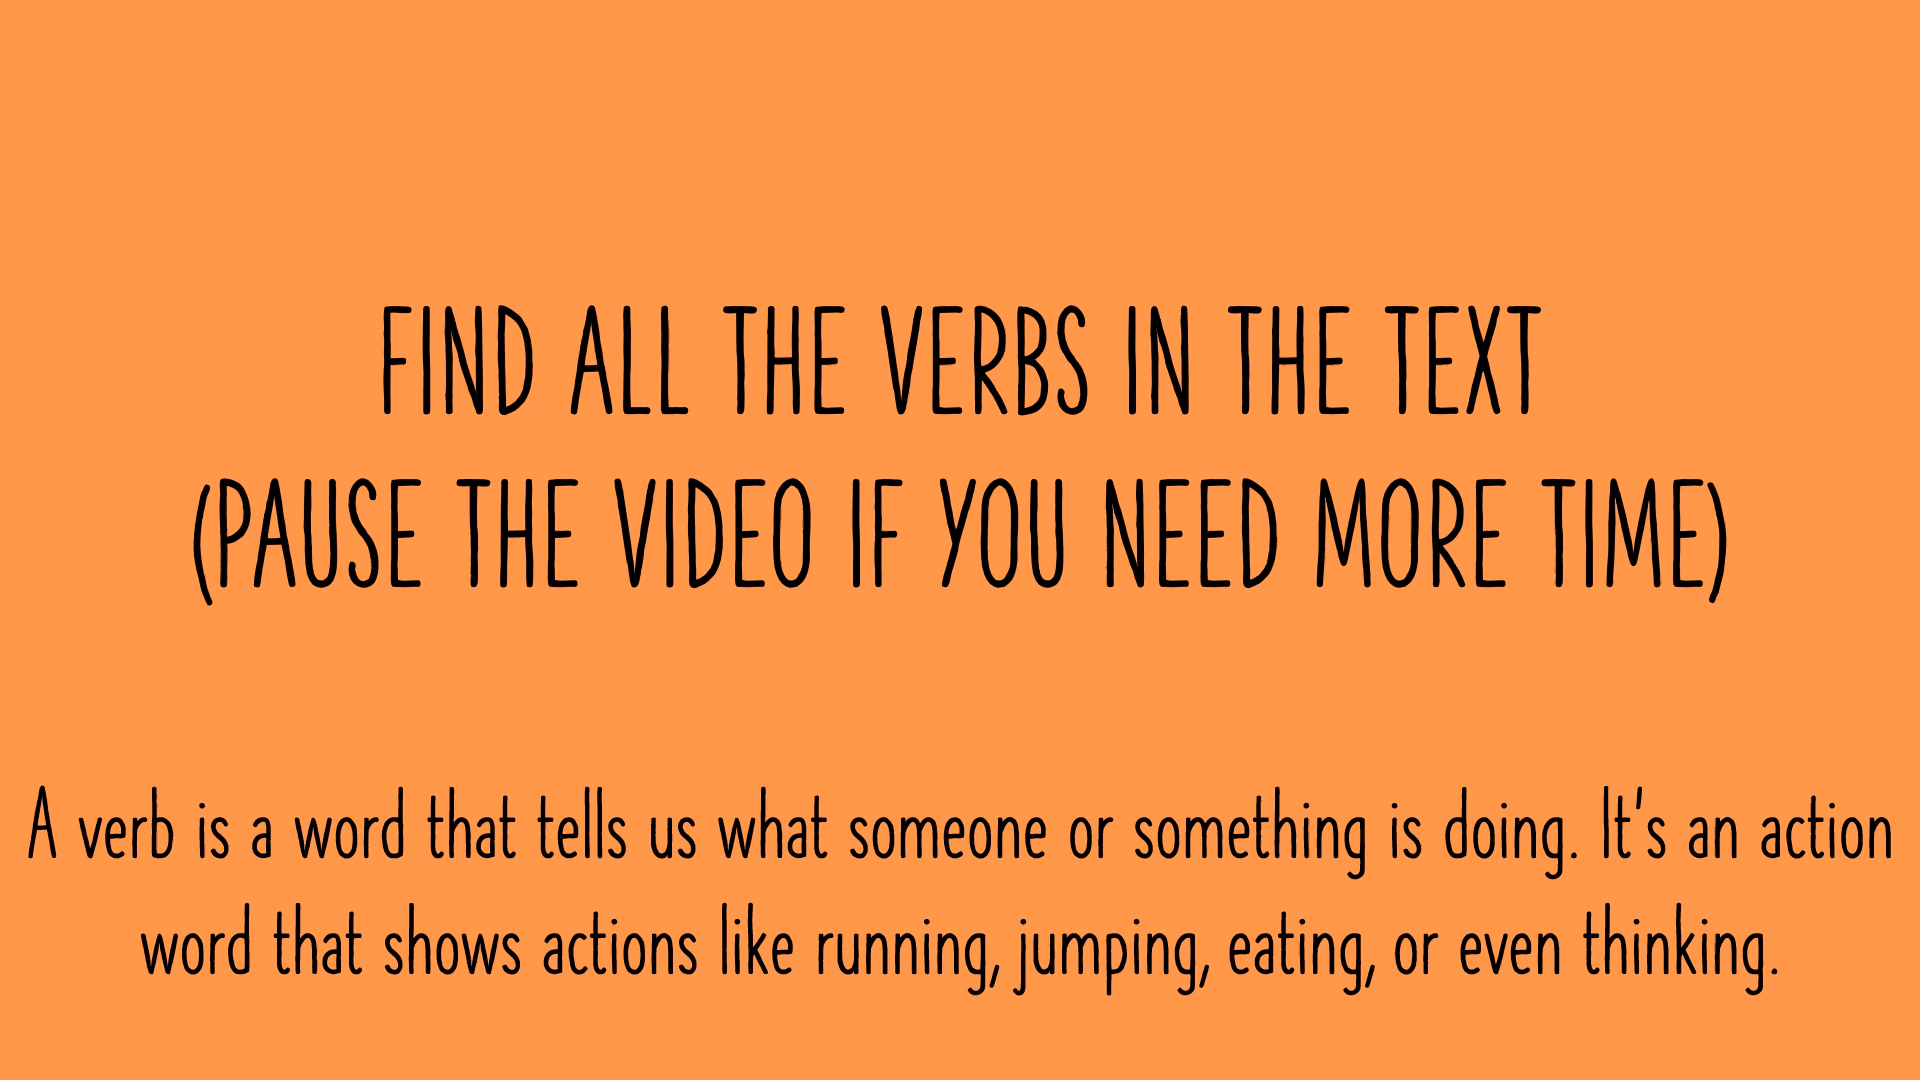 FIND ALL THE VERBS IN THE TEXT
(PAUSE THE VIDEO IF YOU NEED MORE TIME)
A verb is a word that tells us what someone or something is doing. It's an action
word that shows actions like running, jumping, eating, or even thinking.